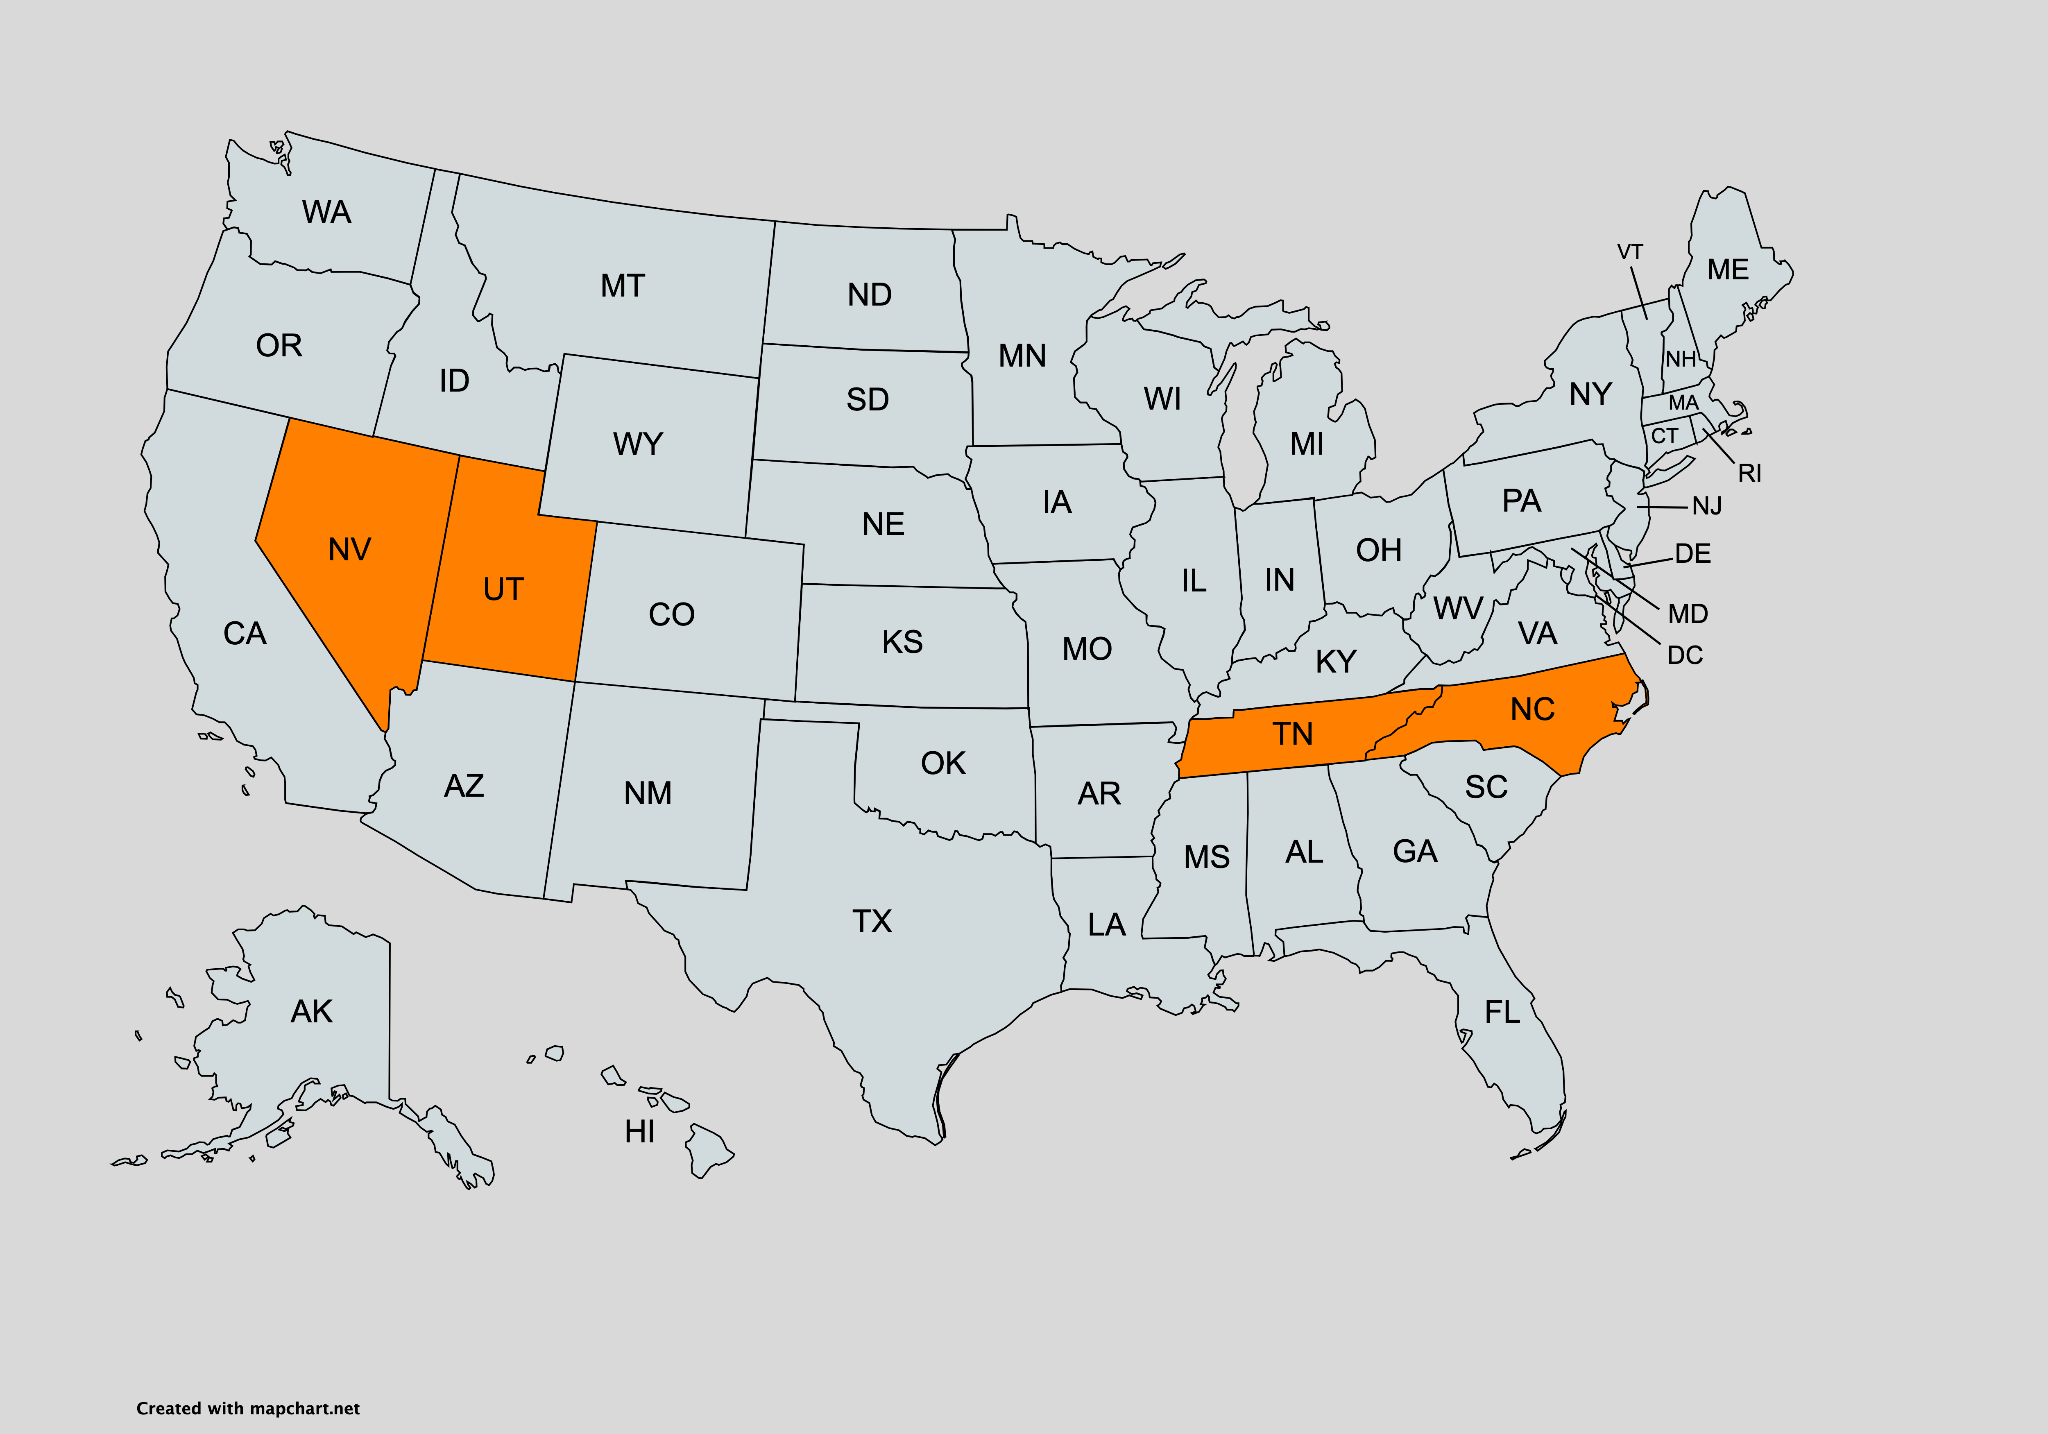 WA
MT
ND
MN
VT
ME
OR
ID
SD
WI
NY
NH
MA
WY
MI
CT
RI
NV
UT
NE
IA
PA
NJ
OH
DE
CA
CO
KS
MO
IL
IN
WV
VA
MD
KY
DC
TN
NC
AZ
NM
OK
AR
SC
MS
AL
GA
TX
LA
AK
FL
HI
Created with mapchart.net